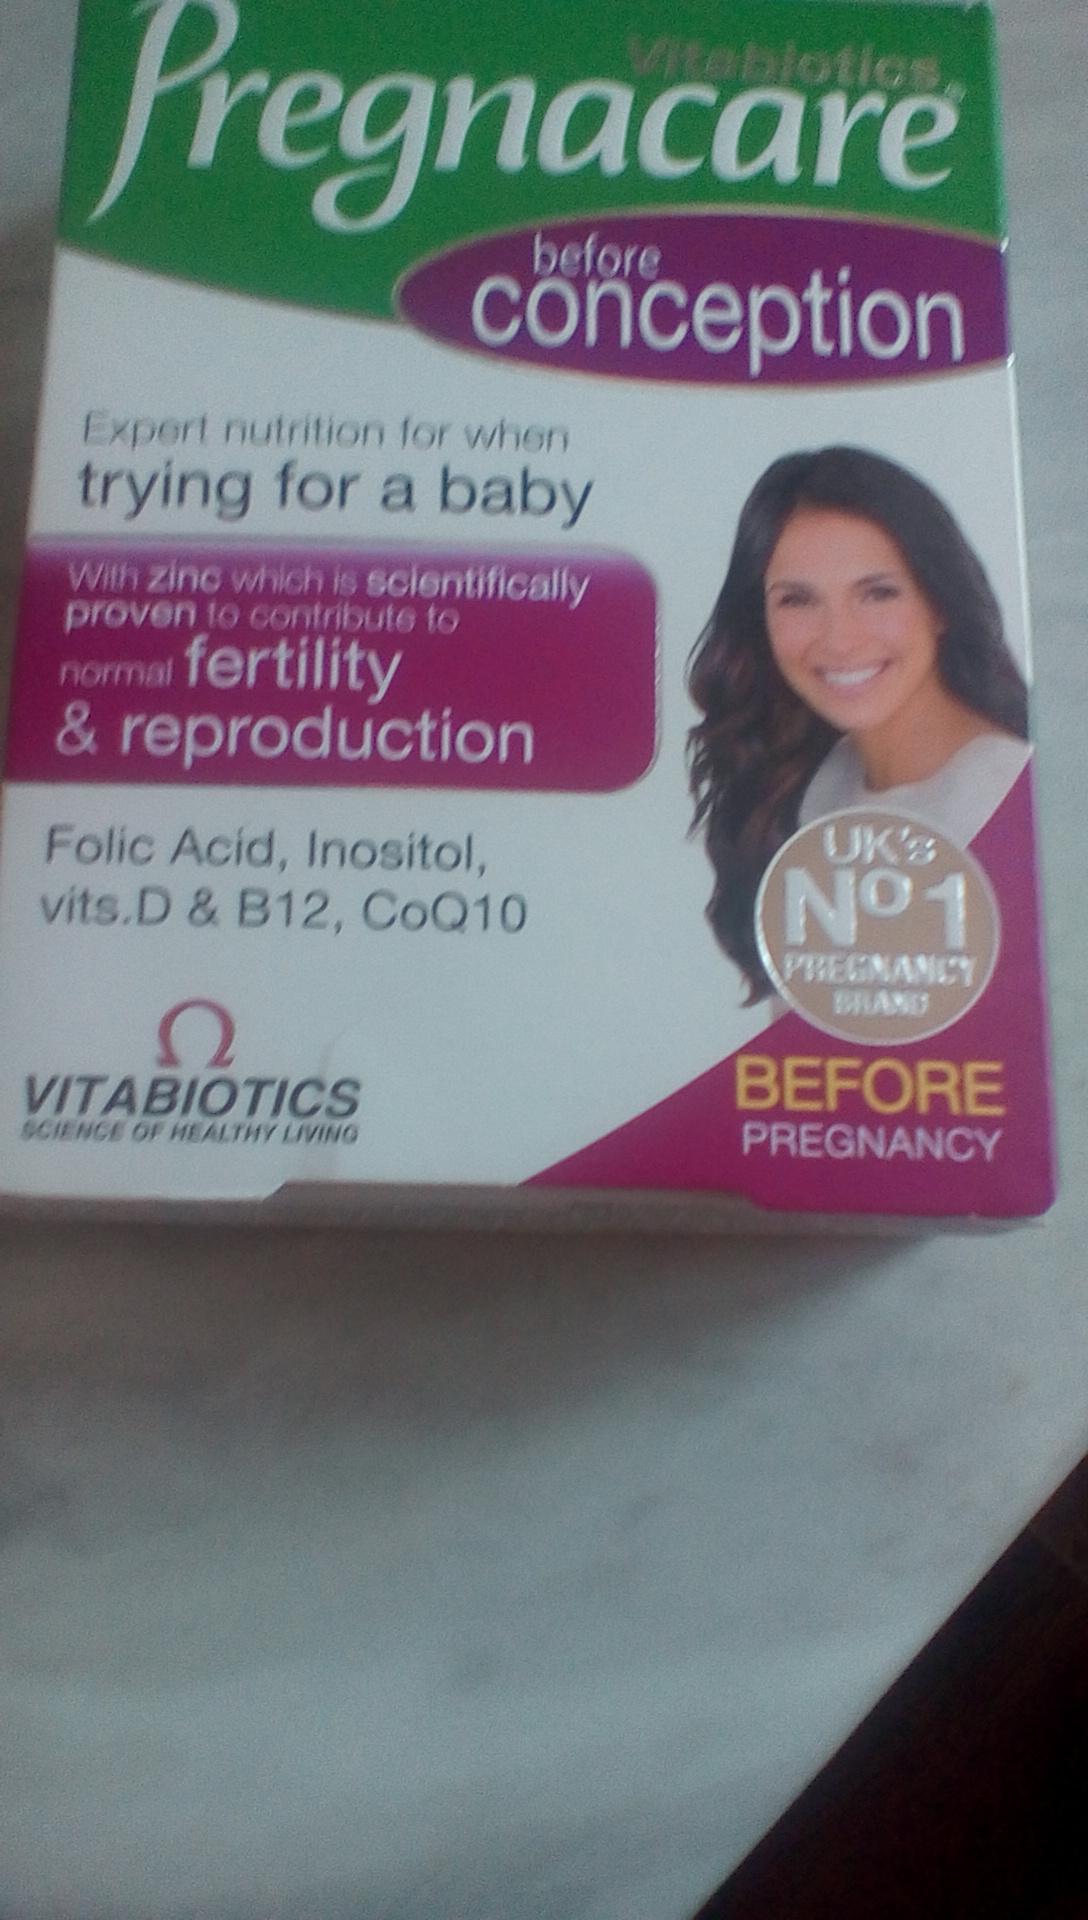 Vitabiotics
Pregnacare®
before
conception
Expert nutrition for when
trying for a baby
With zinc which is scientifically
proven to contribute to
normal fertility
& reproduction
Folic Acid, Inositol,
vits.D & B12, CoQ10
UK's
Nº1
PREGNANCY
BRAND
BEFORE
PREGNANCY
VITABIOTICS
SCIENCE OF HEALTHY LIVING